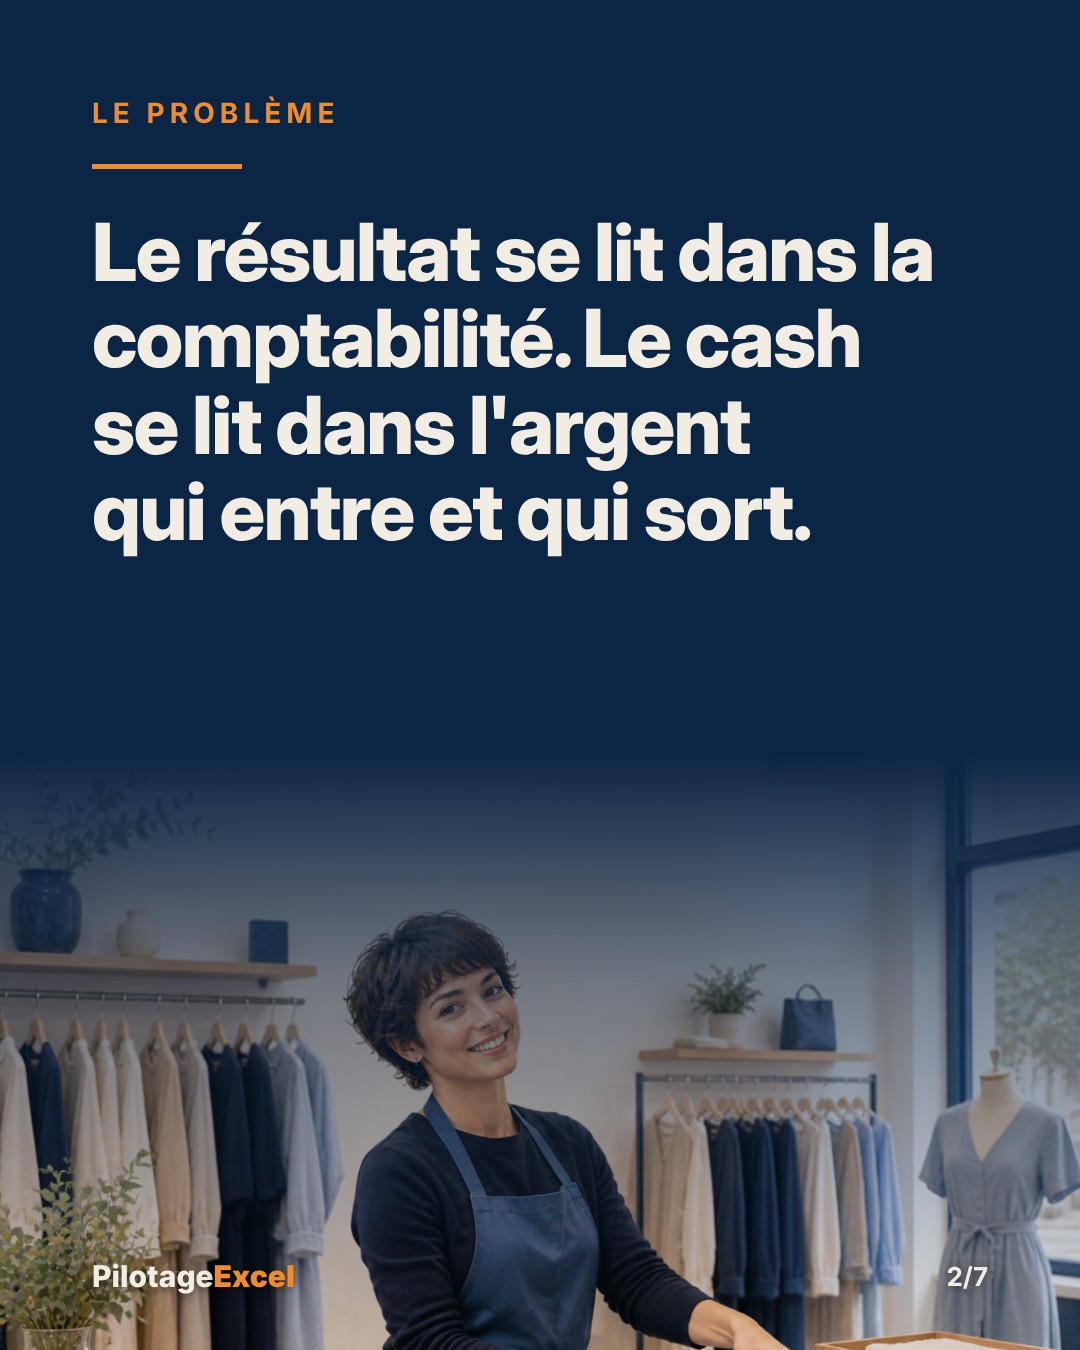 LE PROBLÈME
Le résultat se lit dans la
comptabilité. Le cash
se lit dans l'argent
qui entre et qui sort.
PilotageExcel
2/7